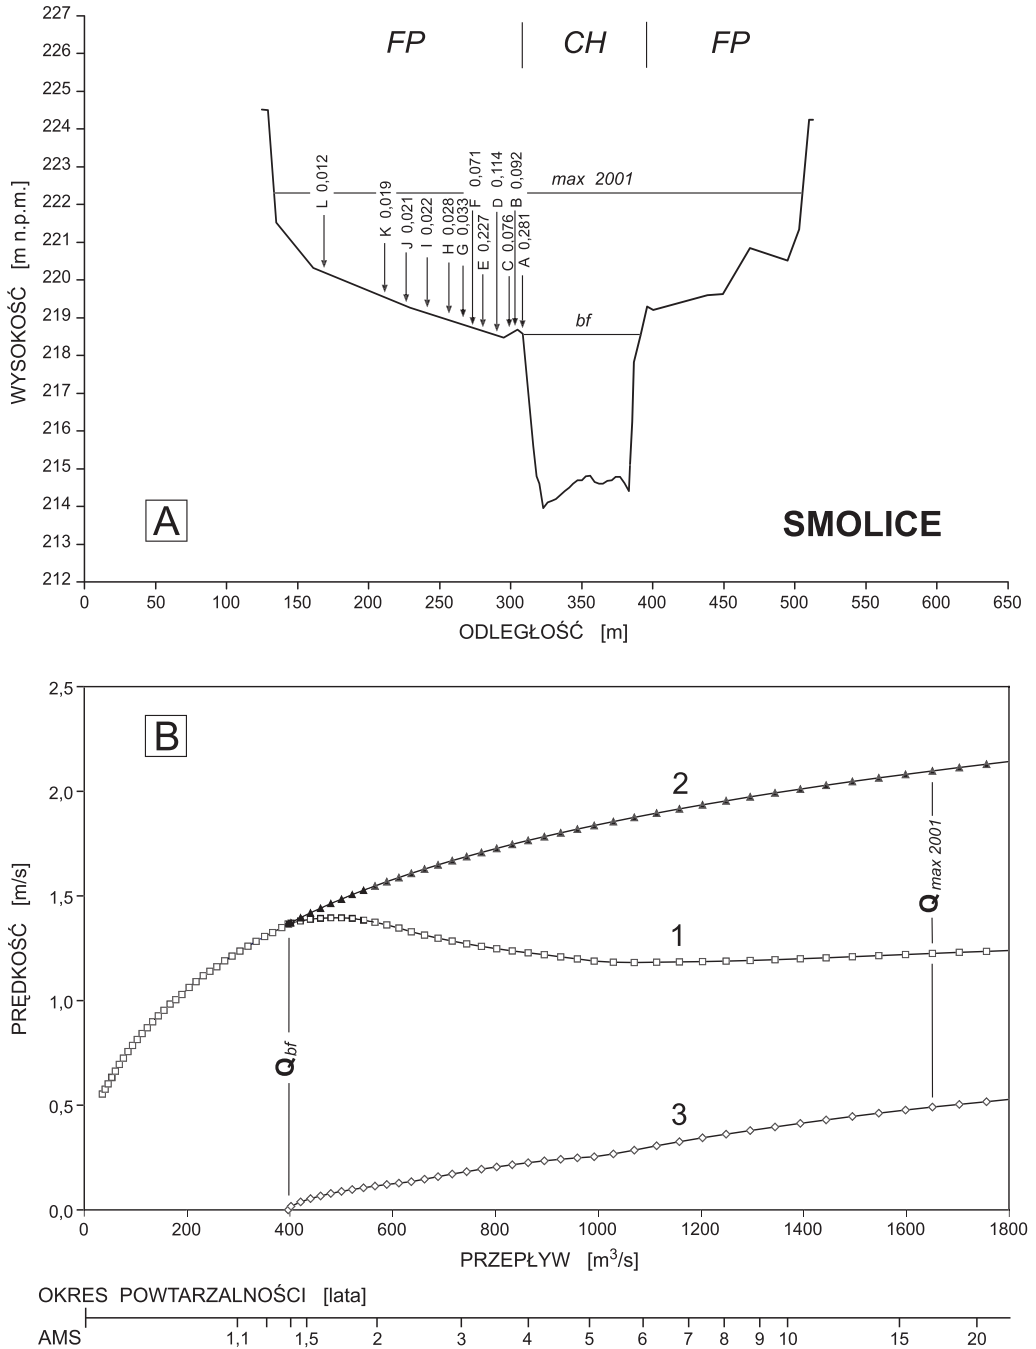 227
226
225
224
223
222
221
220
219
218
217
216
215
214
213
212
WYSOKOŚĆ [m n.p.m.]
FP
CH
FP
max 2001
L 0,012
K 0,019
J 0,021
I 0,022
H 0,028
G 0,033
F 0,071
E 0,227
D 0,114
C 0,076
B 0,092
A 0,281
bf
A
SMOLICE
0 50 100 150 200 250 300 350 400 450 500 550 600 650
ODLEGŁOŚĆ [m]
2,5
2,0
1,5
1,0
0,5
0,0
PRĘDKOŚĆ [m/s]
B
2
1
3
Qbf
Qmax 2001
0 200 400 600 800 1000 1200 1400 1600 1800
PRZEPŁYW [m³/s]
OKRES POWTARZALNOŚCI [lata]
AMS 1,1 1,5 2 3 4 5 6 7 8 9 10 15 20